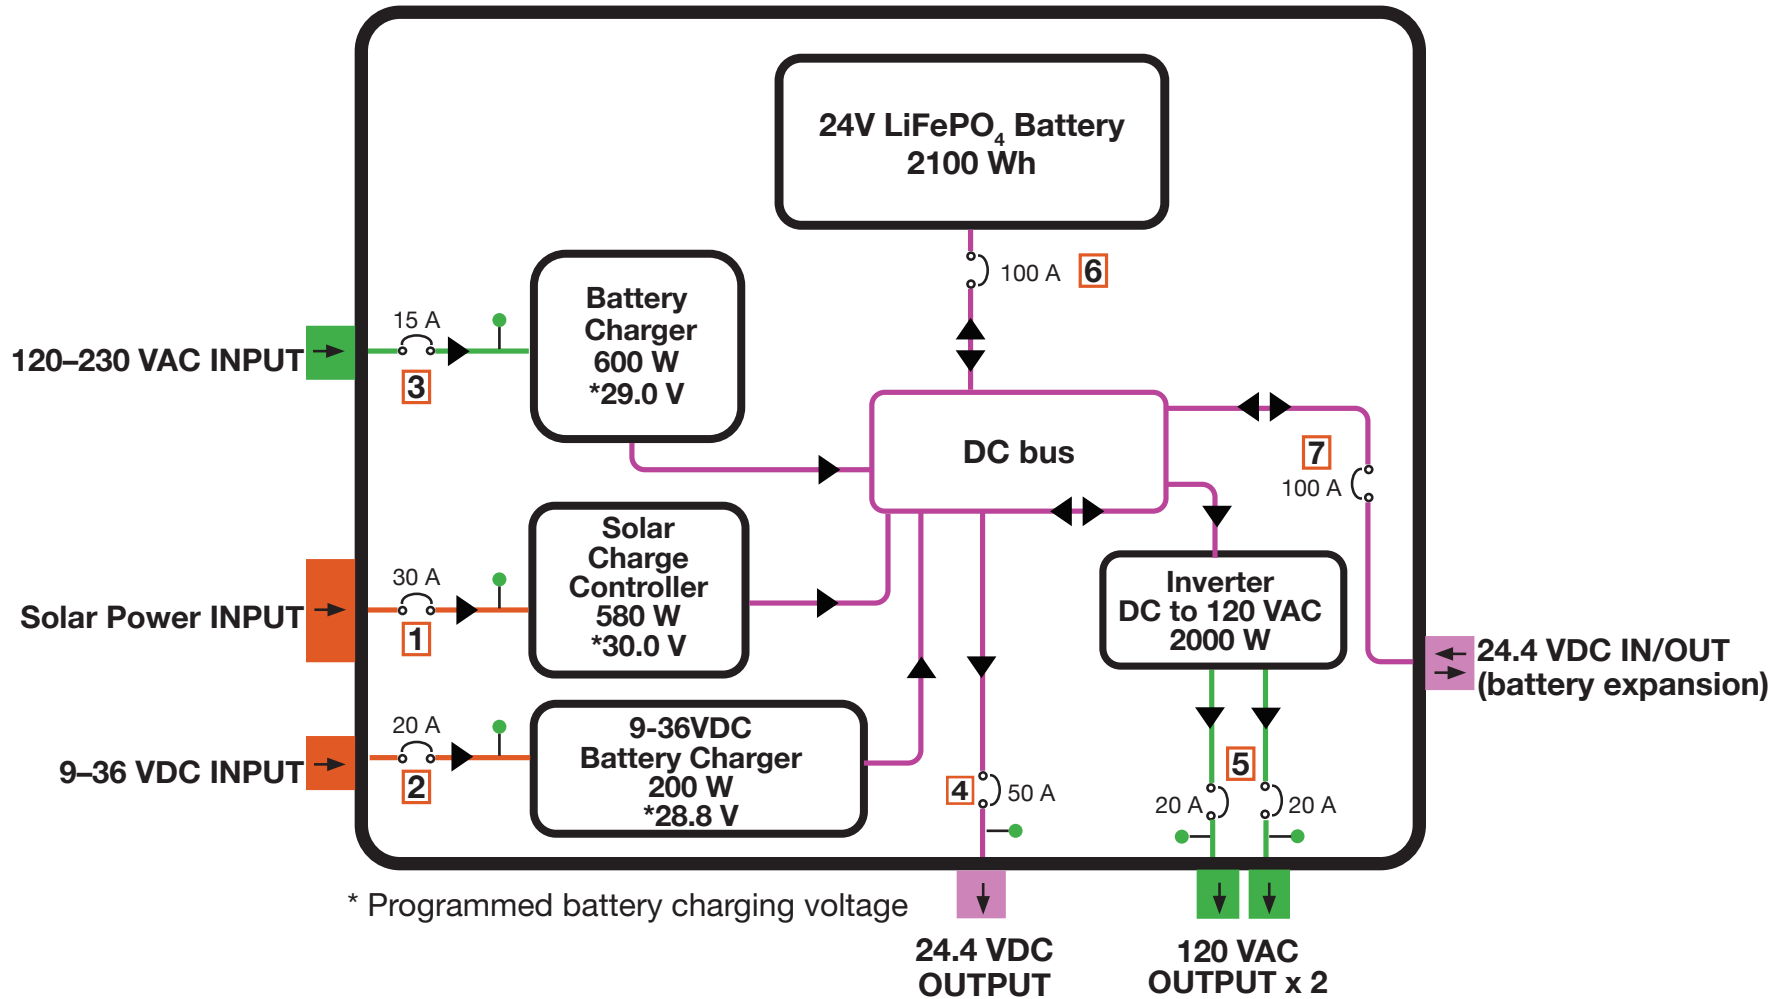 24V LiFePO4 Battery
2100 Wh
100 A
6
Battery
Charger
600 W
*29.0 V
15 A
3
120–230 VAC INPUT
DC bus
7
100 A
Solar
Charge
Controller
580 W
*30.0 V
30 A
1
Solar Power INPUT
Inverter
DC to 120 VAC
2000 W
24.4 VDC IN/OUT
(battery expansion)
9-36VDC
Battery Charger
200 W
*28.8 V
20 A
2
9–36 VDC INPUT
4
50 A
5
20 A
20 A
* Programmed battery charging voltage
24.4 VDC
OUTPUT
120 VAC
OUTPUT x 2